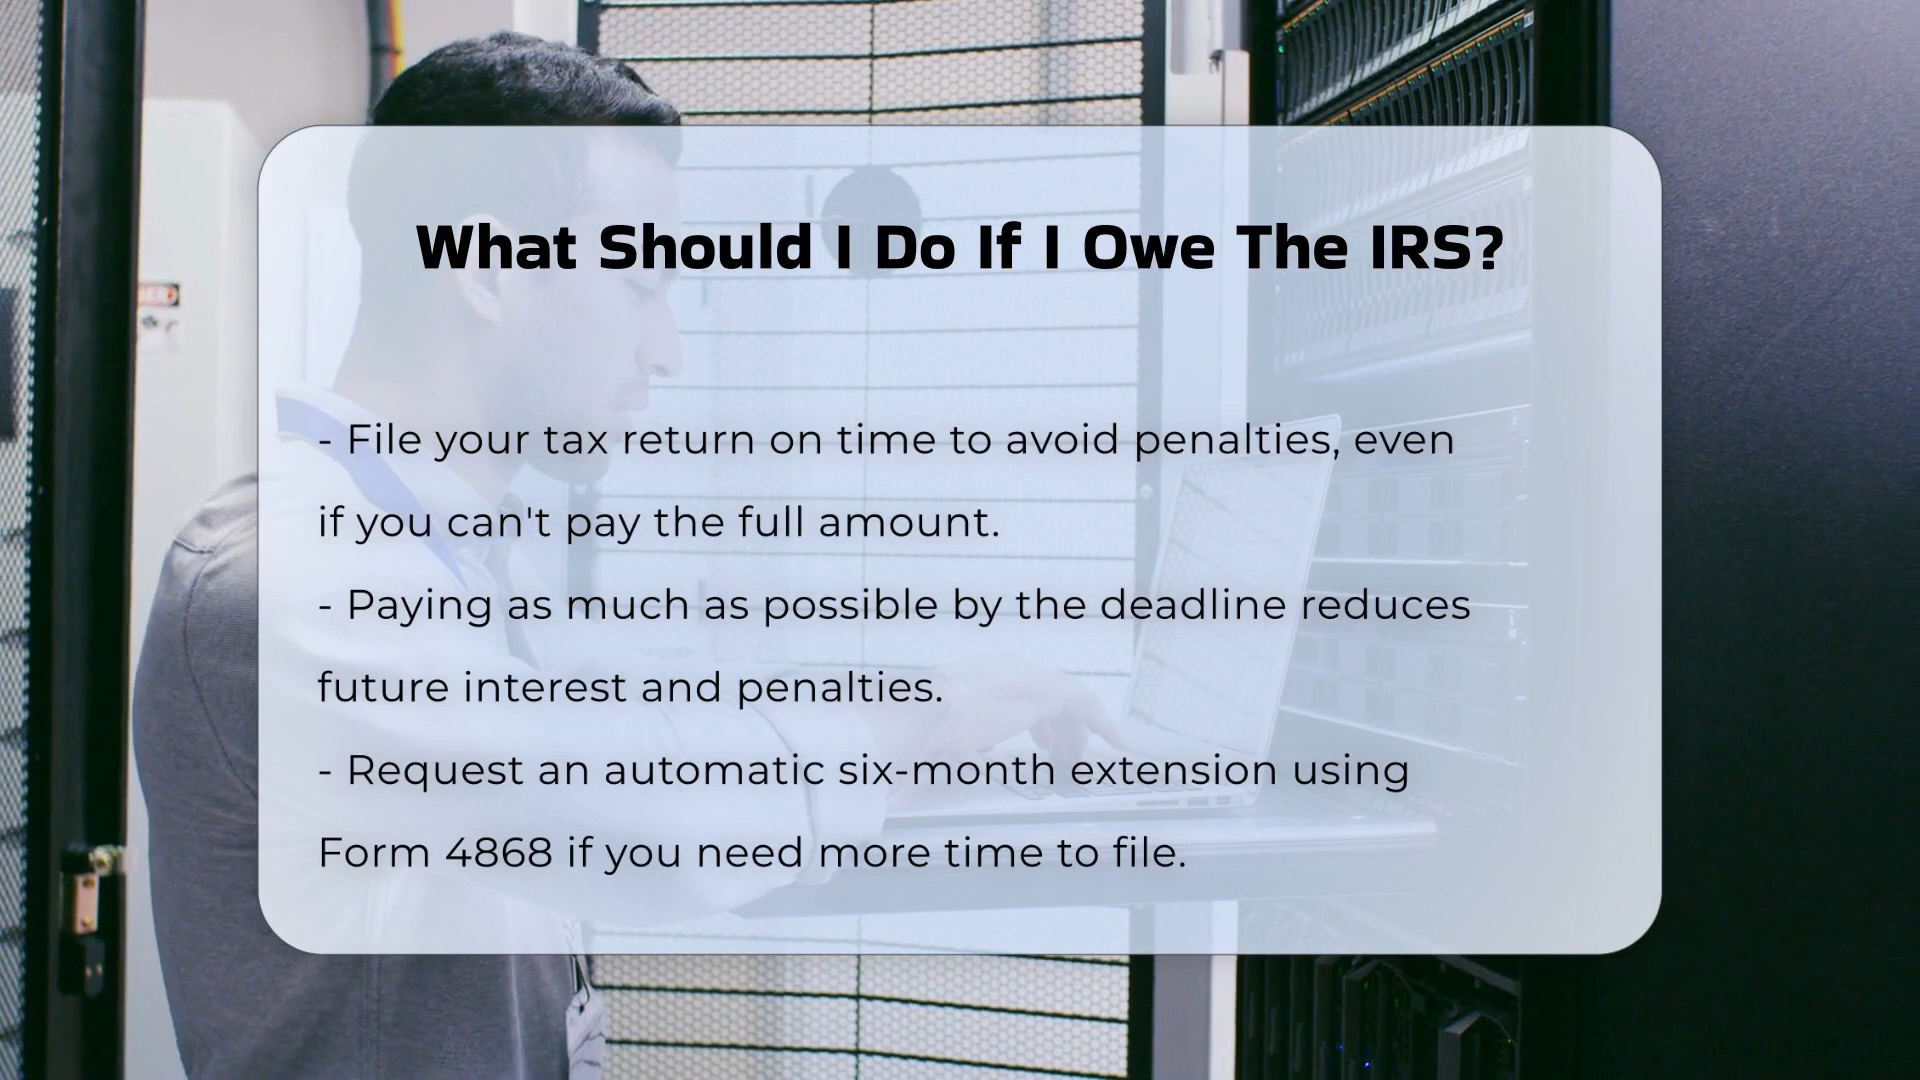 What Should I Do If I Owe The IRS?
- File your tax return on time to avoid penalties, even
if you can't pay the full amount.
- Paying as much as possible by the deadline reduces
future interest and penalties.
- Request an automatic six-month extension using
Form 4868 if you need more time to file.